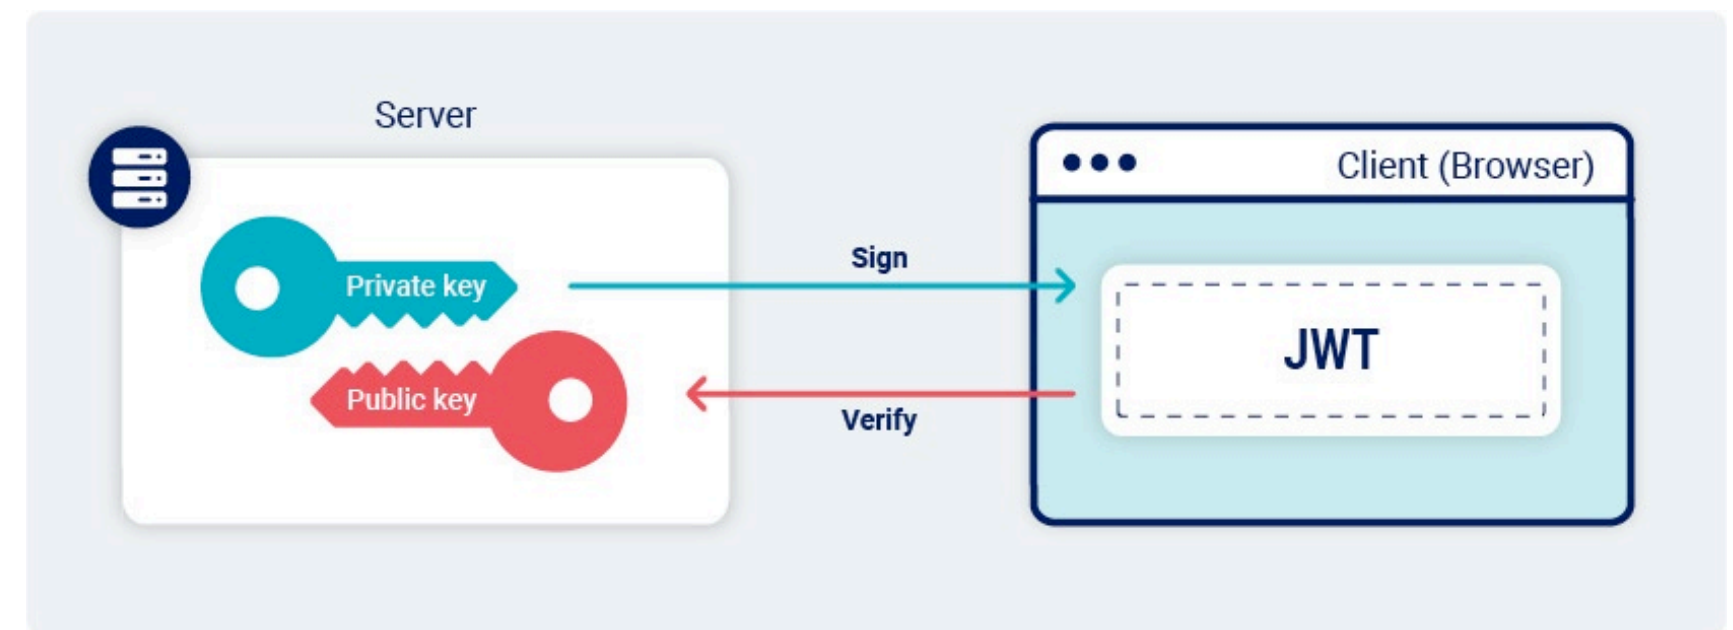 Server
Client (Browser)
Private key
Sign
Public key
Verify
JWT